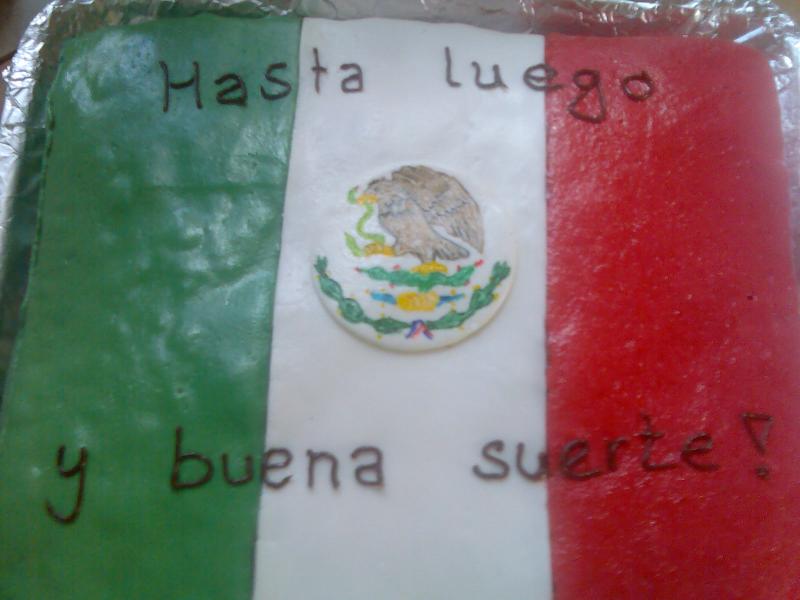 Hasta luego
y buena suerte!